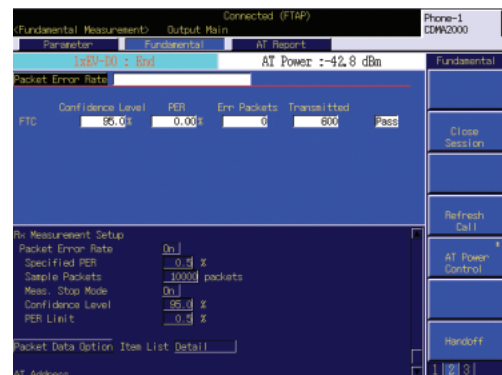 Connected (FTAP)
<Fundamental Measurement> Output Main
Phone-1
CDMA2000
Parameter Fundamental AT Report
Fundamental
1xEV-DO : End AT Power :-42.8 dBm
Packet Error Rate
Confidence Level PER Err Packets Transmitted
FTC 95.0% 0.00% 0 600 Pass
Close
Session
Refresh
Call
*
AT Power
Control
Handoff
1 2 3
Rx Measurement Setup
Packet Error Rate On
Specified PER 0.5 %
Sample Packets 10000 packets
Meas. Stop Mode On
Confidence Level 95.0 %
PER Limit 0.5 %
Packet Data Option Item List Detail
AT Address